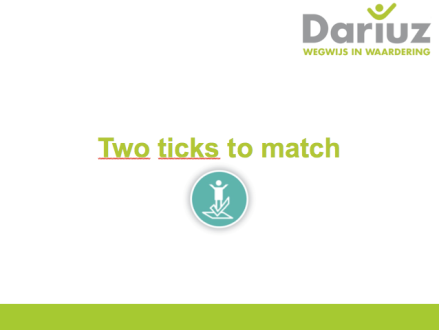 Dariuz
WEGWIJS IN WAARDERING
Two ticks to match